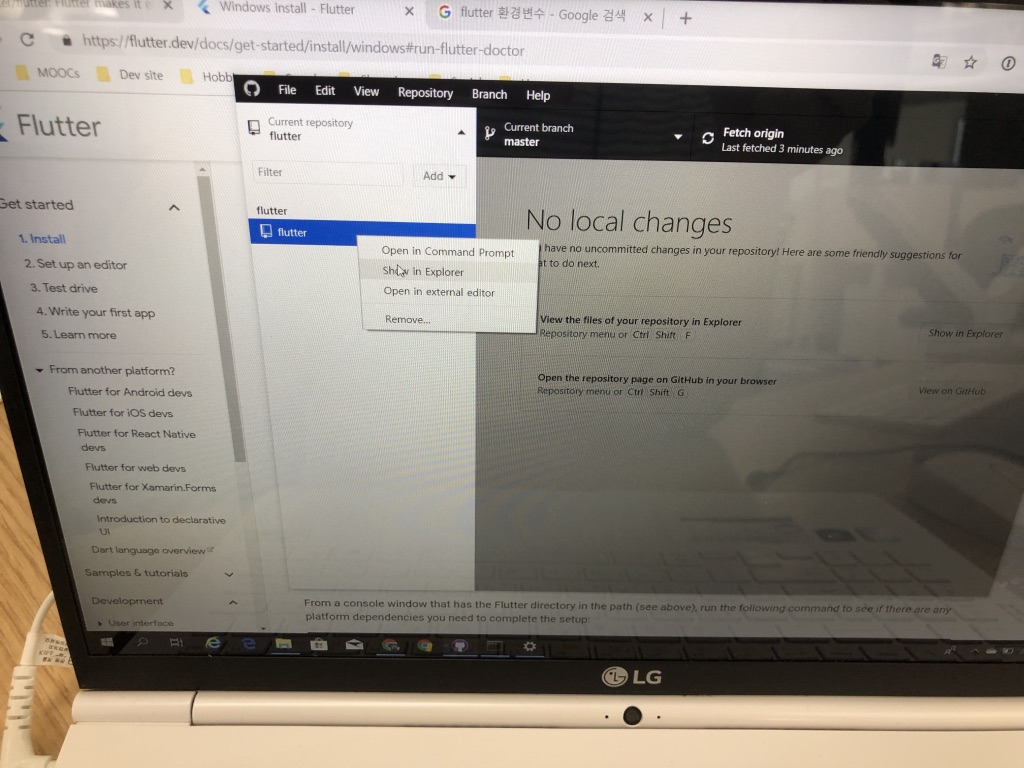 Flutter makes it e
Windows install - Flutter
flutter 환경변수 - Google 검색
https://flutter.dev/docs/get-started/install/windows#run-flutter-doctor
MOOCs
Dev site
Hobb
Flutter
File Edit View Repository Branch Help
Current repository
flutter
Current branch
master
Fetch origin
Last fetched 3 minutes ago
Filter
Add
flutter
flutter
Open in Command Prompt
Show in Explorer
Open in external editor
Remove...
No local changes
have no uncommitted changes in your repository! Here are some friendly suggestions for
at to do next.
View the files of your repository in Explorer
Repository menu or Ctrl Shift F
Show in Explorer
Open the repository page on GitHub in your browser
Repository menu or Ctrl Shift G
View on GitHub
Get started
1. Install
2. Set up an editor
3. Test drive
4. Write your first app
5. Learn more
From another platform?
Flutter for Android devs
Flutter for iOS devs
Flutter for React Native
devs
Flutter for web devs
Flutter for Xamarin.Forms
devs
Introduction to declarative
UI
Dart language overview
Samples & tutorials
Development
User interface
From a console window that has the Flutter directory in the path (see above), run the following command to see if there are any
platform dependencies you need to complete the setup:
LG